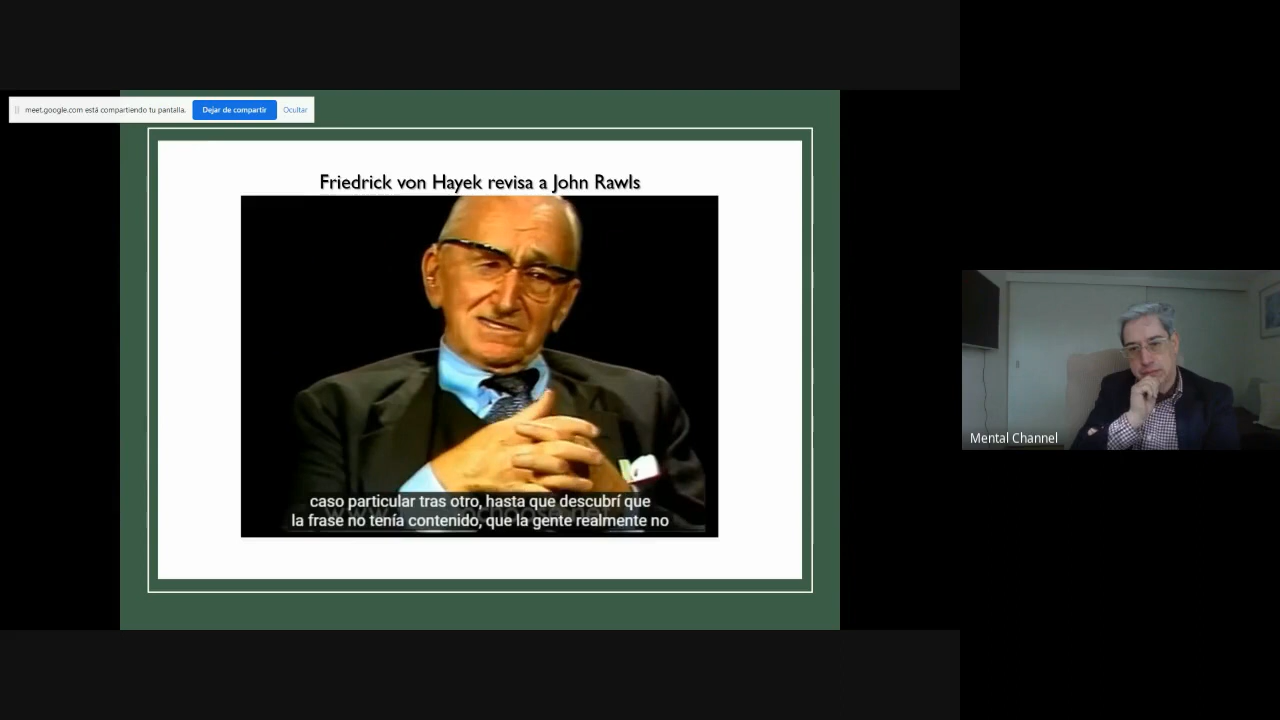 meet.google.com está compartiendo tu pantalla.
Dejar de compartir
Ocultar
Friedrick von Hayek revisa a John Rawls
caso particular tras otro, hasta que descubrí que
la frase no tenía contenido, que la gente realmente no
Mental Channel